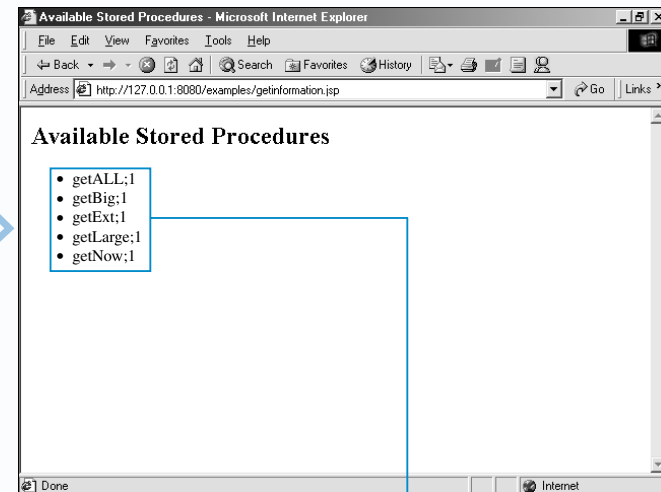 Available Stored Procedures - Microsoft Internet Explorer
File Edit View Favorites Tools Help
Back Search Favorites History
Address http://127.0.0.1:8080/examples/getinformation.jsp Go Links »
Available Stored Procedures
• getALL;1
• getBig;1
• getExt;1
• getLarge;1
• getNow;1
Done Internet